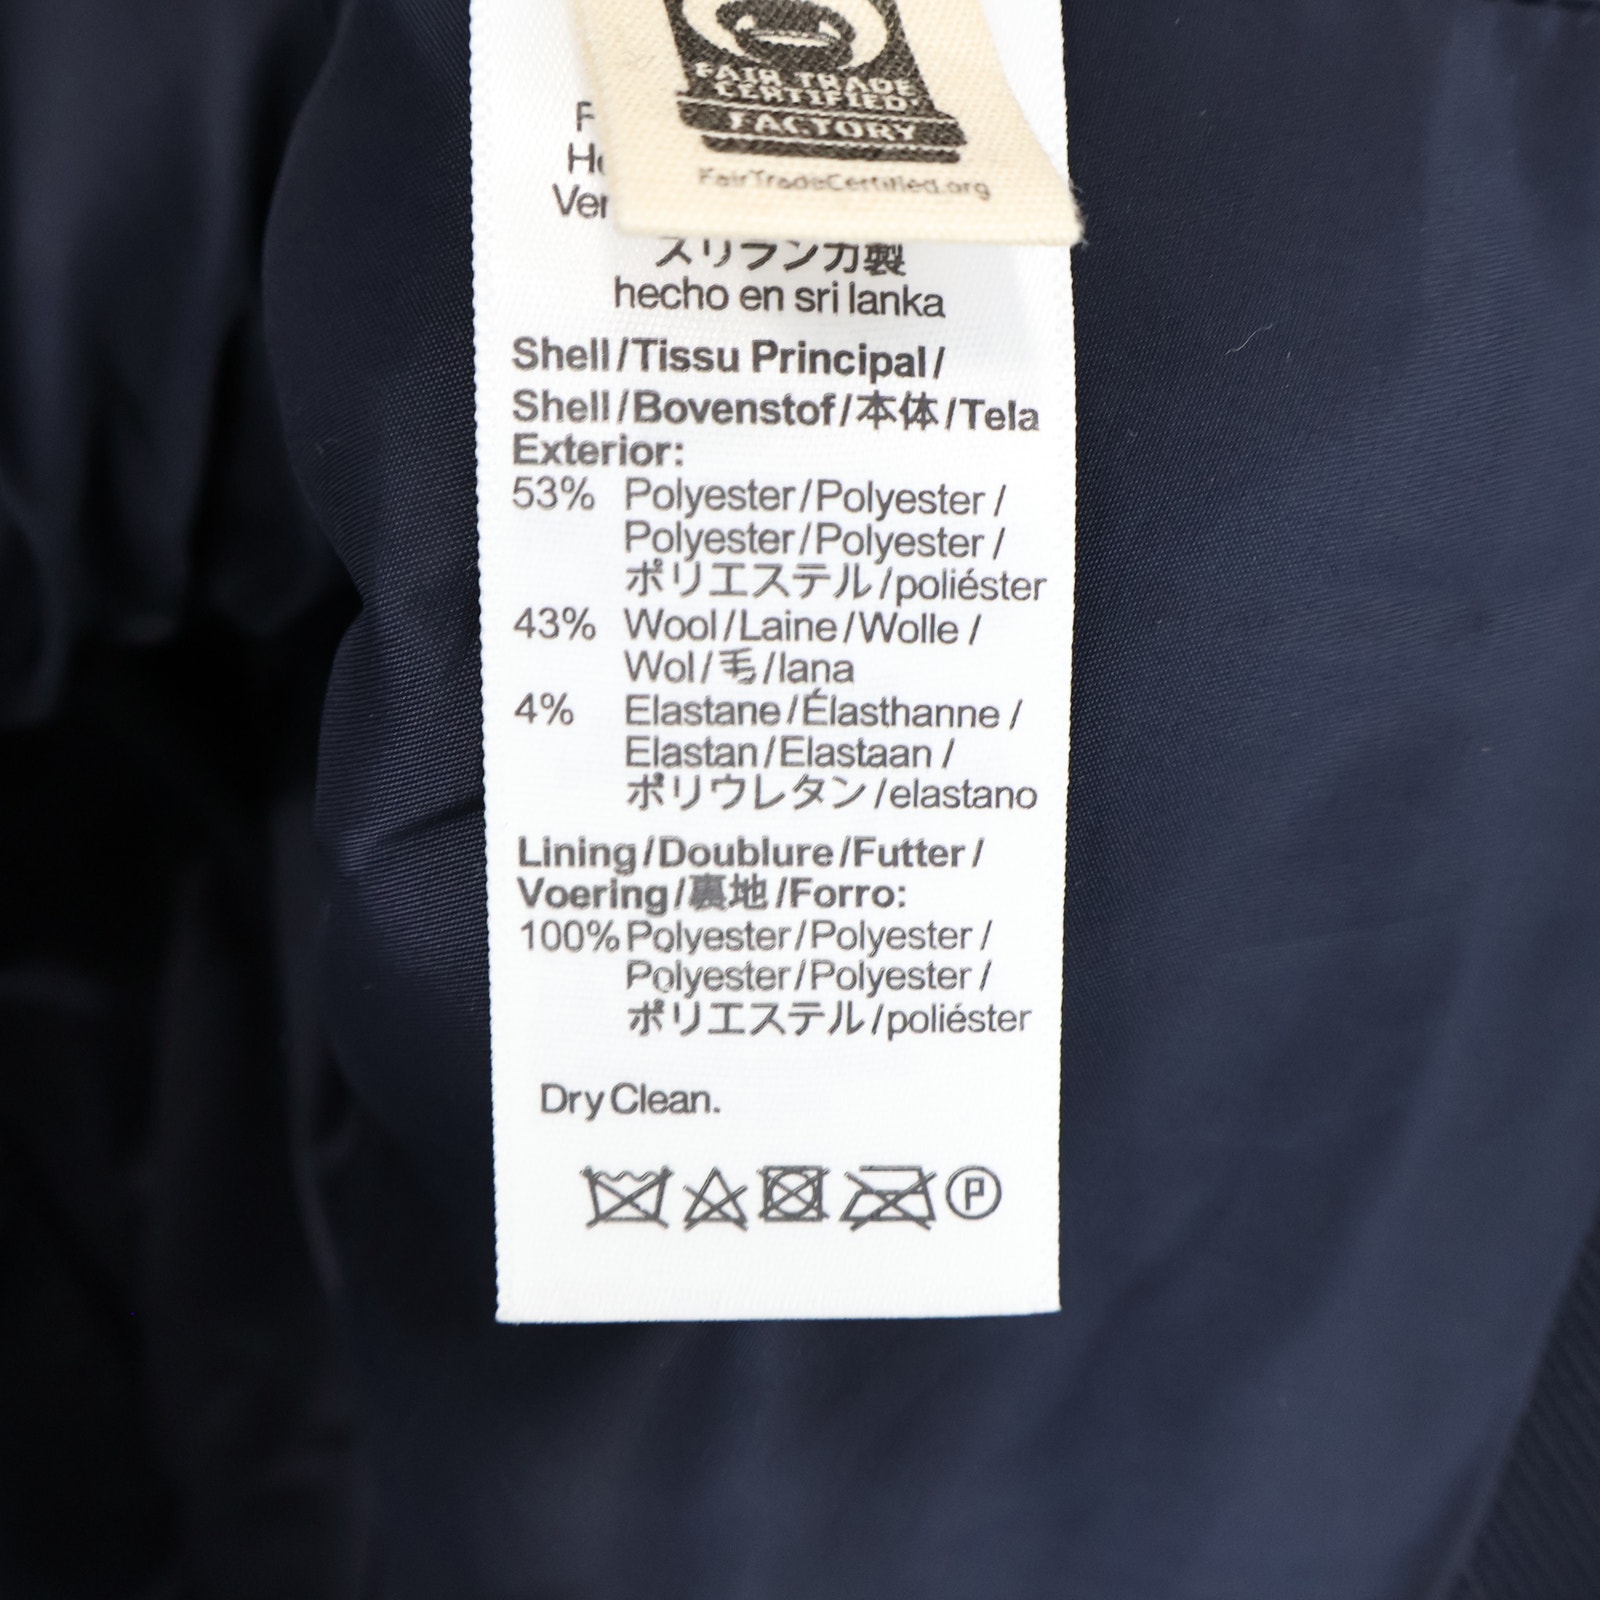 FAIR TRADE
CERTIFIED
FACTORY
FairTradeCertified.org
スリランカ製
hecho en sri lanka
Shell/Tissu Principal/
Shell/Bovenstof/本体/Tela
Exterior:
53% Polyester/Polyester/
Polyester/Polyester/
ポリエステル/poliéster
43% Wool/Laine/Wolle/
Wol/毛/lana
4% Elastane/Élasthanne/
Elastan/Elastaan/
ポリウレタン/elastano
Lining/Doublure/Futter/
Voering/裏地/Forro:
100% Polyester/Polyester/
Polyester/Polyester/
ポリエステル/poliéster
Dry Clean.
P